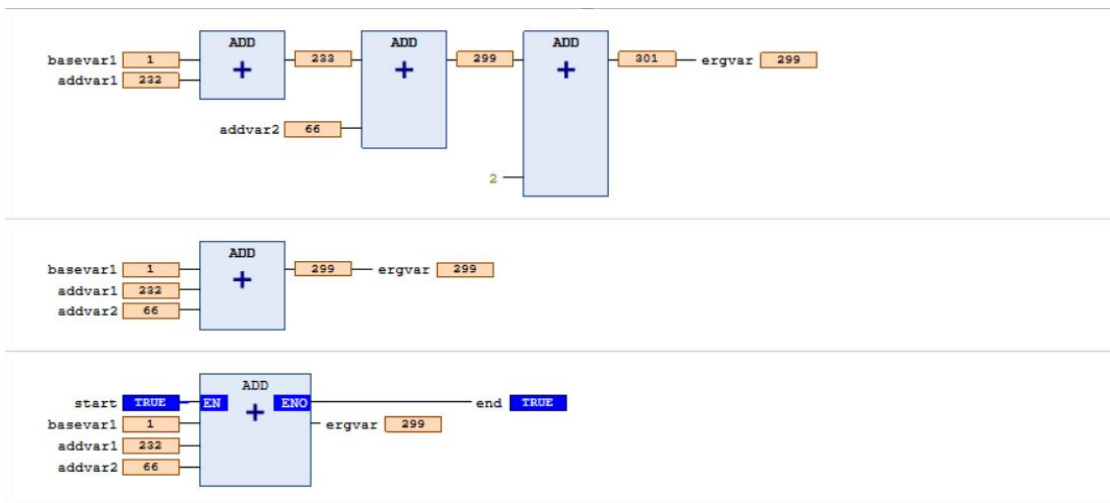 ADD ADD ADD
basevar1 1 + 233 + 299 + 301 ergvar 299
addvar1 232
addvar2 66
2
ADD
basevar1 1 + 299 ergvar 299
addvar1 232
addvar2 66
ADD
start TRUE EN ENO end TRUE
basevar1 1 + ergvar 299
addvar1 232
addvar2 66